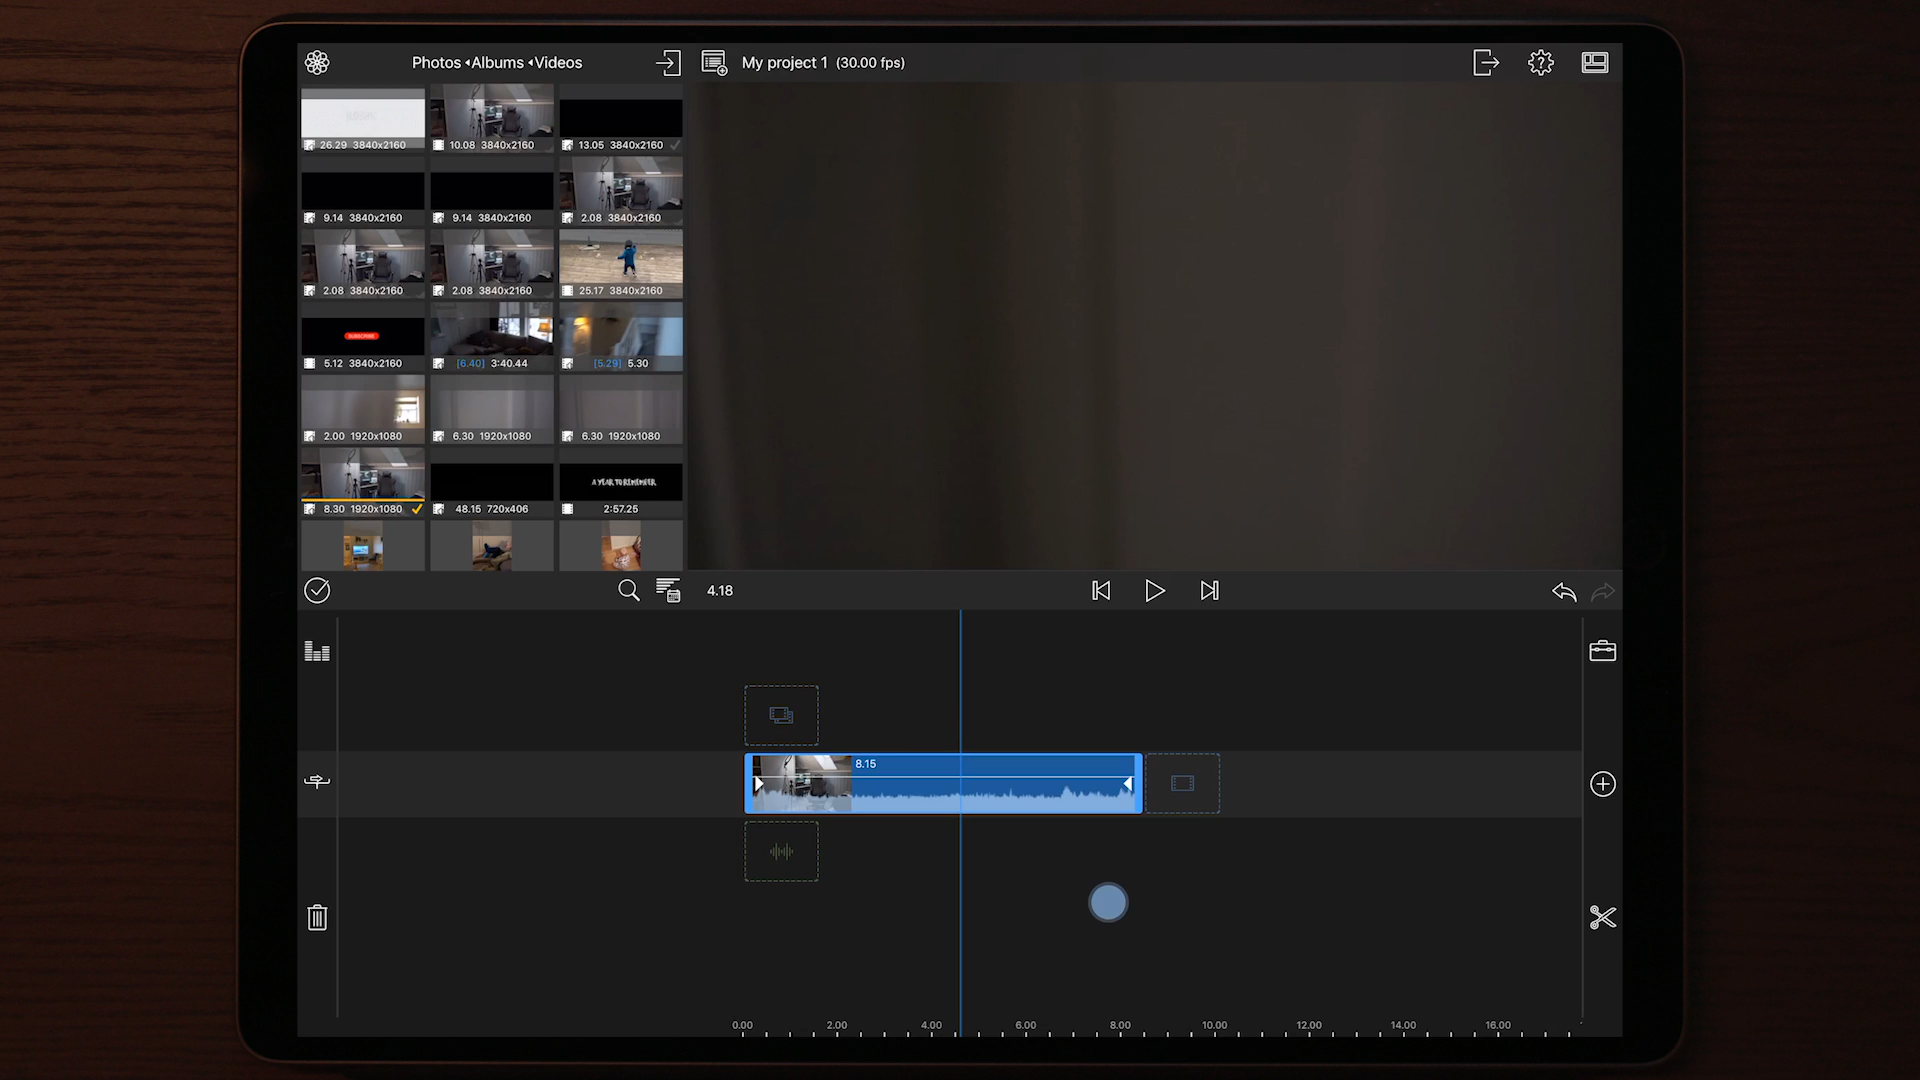 Photos Albums Videos
My project 1 (30.00 fps)
26.29 3840x2160
10.08 3840x2160
13.05 3840x2160
9.14 3840x2160
9.14 3840x2160
2.08 3840x2160
2.08 3840x2160
2.08 3840x2160
25.17 3840x2160
SUBSCRIBE
5.12 3840x2160
[6.40] 3:40.44
[5.29] 5.30
2.00 1920x1080
6.30 1920x1080
6.30 1920x1080
A YEAR TO REMEMBER
8.30 1920x1080
48.15 720x406
2:57.25
4.18
8.15
0.00 2.00 4.00 6.00 8.00 10.00 12.00 14.00 16.00